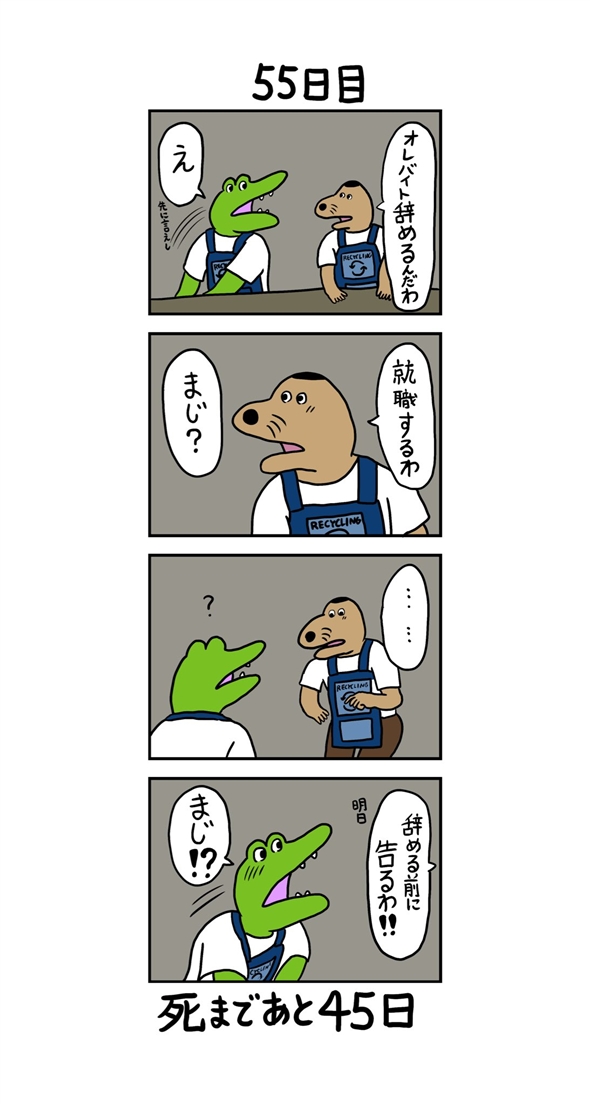 55日目
オレバイト辞めるんだわ
え
先に言えし
RECYCLING
RECYCLING
就職するわ
まじ?
RECYCLING
… …
?
RECYCLING
辞める前に
告るわ!!
明日
まじ!?
死まであと45日